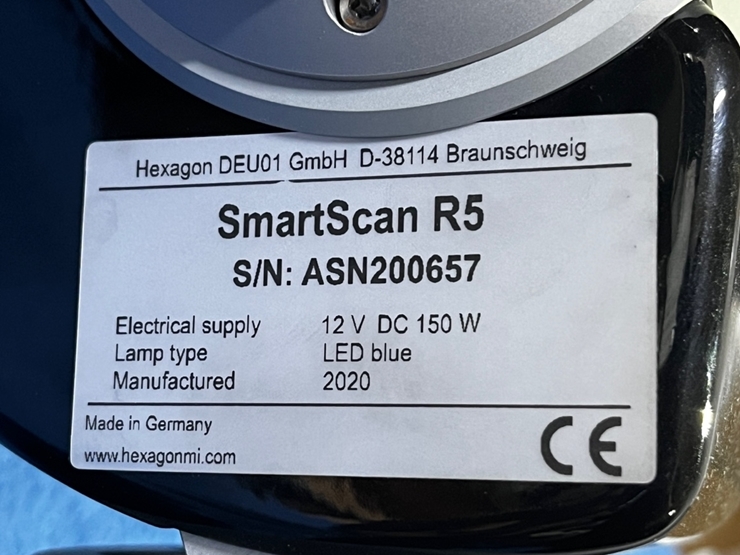 Hexagon DEU01 GmbH D-38114 Braunschweig
SmartScan R5
S/N: ASN200657
Electrical supply 12 V DC 150 W
Lamp type LED blue
Manufactured 2020
Made in Germany
www.hexagonmi.com
CE